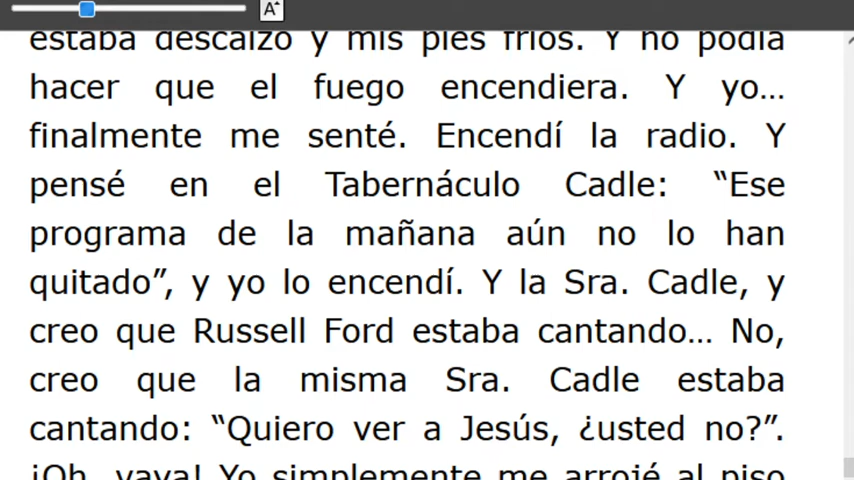 A
estaba descalzo y mis pies fríos. Y no podía
hacer que el fuego encendiera. Y yo…
finalmente me senté. Encendí la radio. Y
pensé en el Tabernáculo Cadle: “Ese
programa de la mañana aún no lo han
quitado”, y yo lo encendí. Y la Sra. Cadle, y
creo que Russell Ford estaba cantando… No,
creo que la misma Sra. Cadle estaba
cantando: “Quiero ver a Jesús, ¿usted no?”.
¡Oh, vaya! Yo simplemente me arrojé al piso